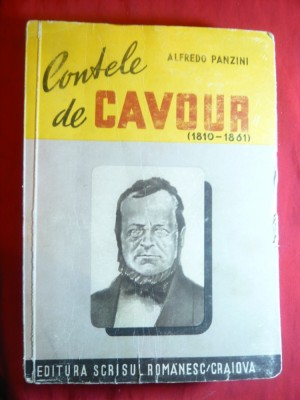 Contele
ALFREDO PANZINI
de CAVOUR
(1810-1861)
EDITURA SCRISUL ROMÂNESC/CRAIOVA